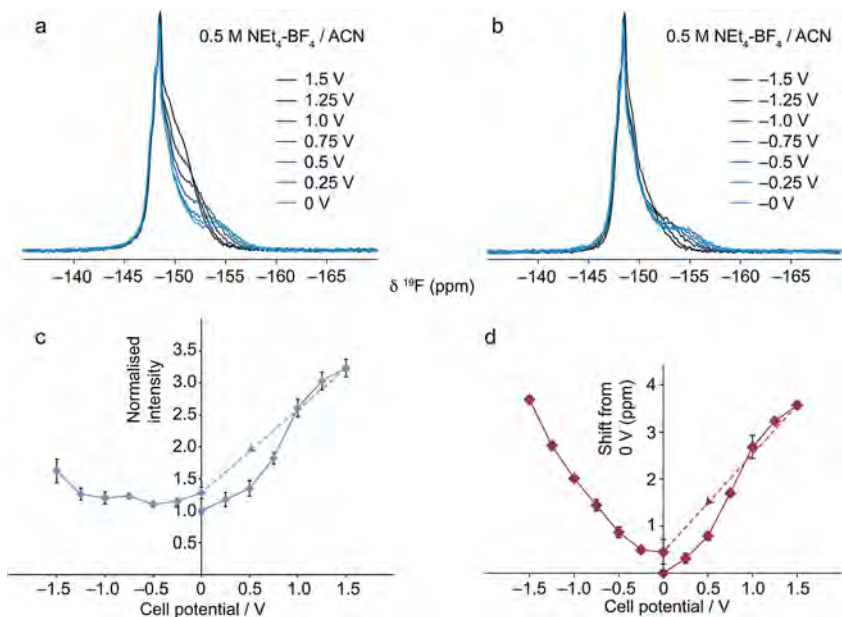 a
0.5 M NEt₄-BF₄ / ACN
1.5 V
1.25 V
1.0 V
0.75 V
0.5 V
0.25 V
0 V
−140 −145 −150 −155 −160 −165
b
0.5 M NEt₄-BF₄ / ACN
−1.5 V
−1.25 V
−1.0 V
−0.75 V
−0.5 V
−0.25 V
−0 V
−140 −145 −150 −155 −160 −165
δ ¹⁹F (ppm)
c
Normalised
intensity
3.5
3.0
2.5
2.0
1.5
1.0
0.5
−1.5 −1.0 −0.5 0 0.5 1.0 1.5
Cell potential / V
d
Shift from
0 V (ppm)
4
3
2
1
−1.5 −1.0 −0.5 0 0.5 1.0 1.5
Cell potential / V